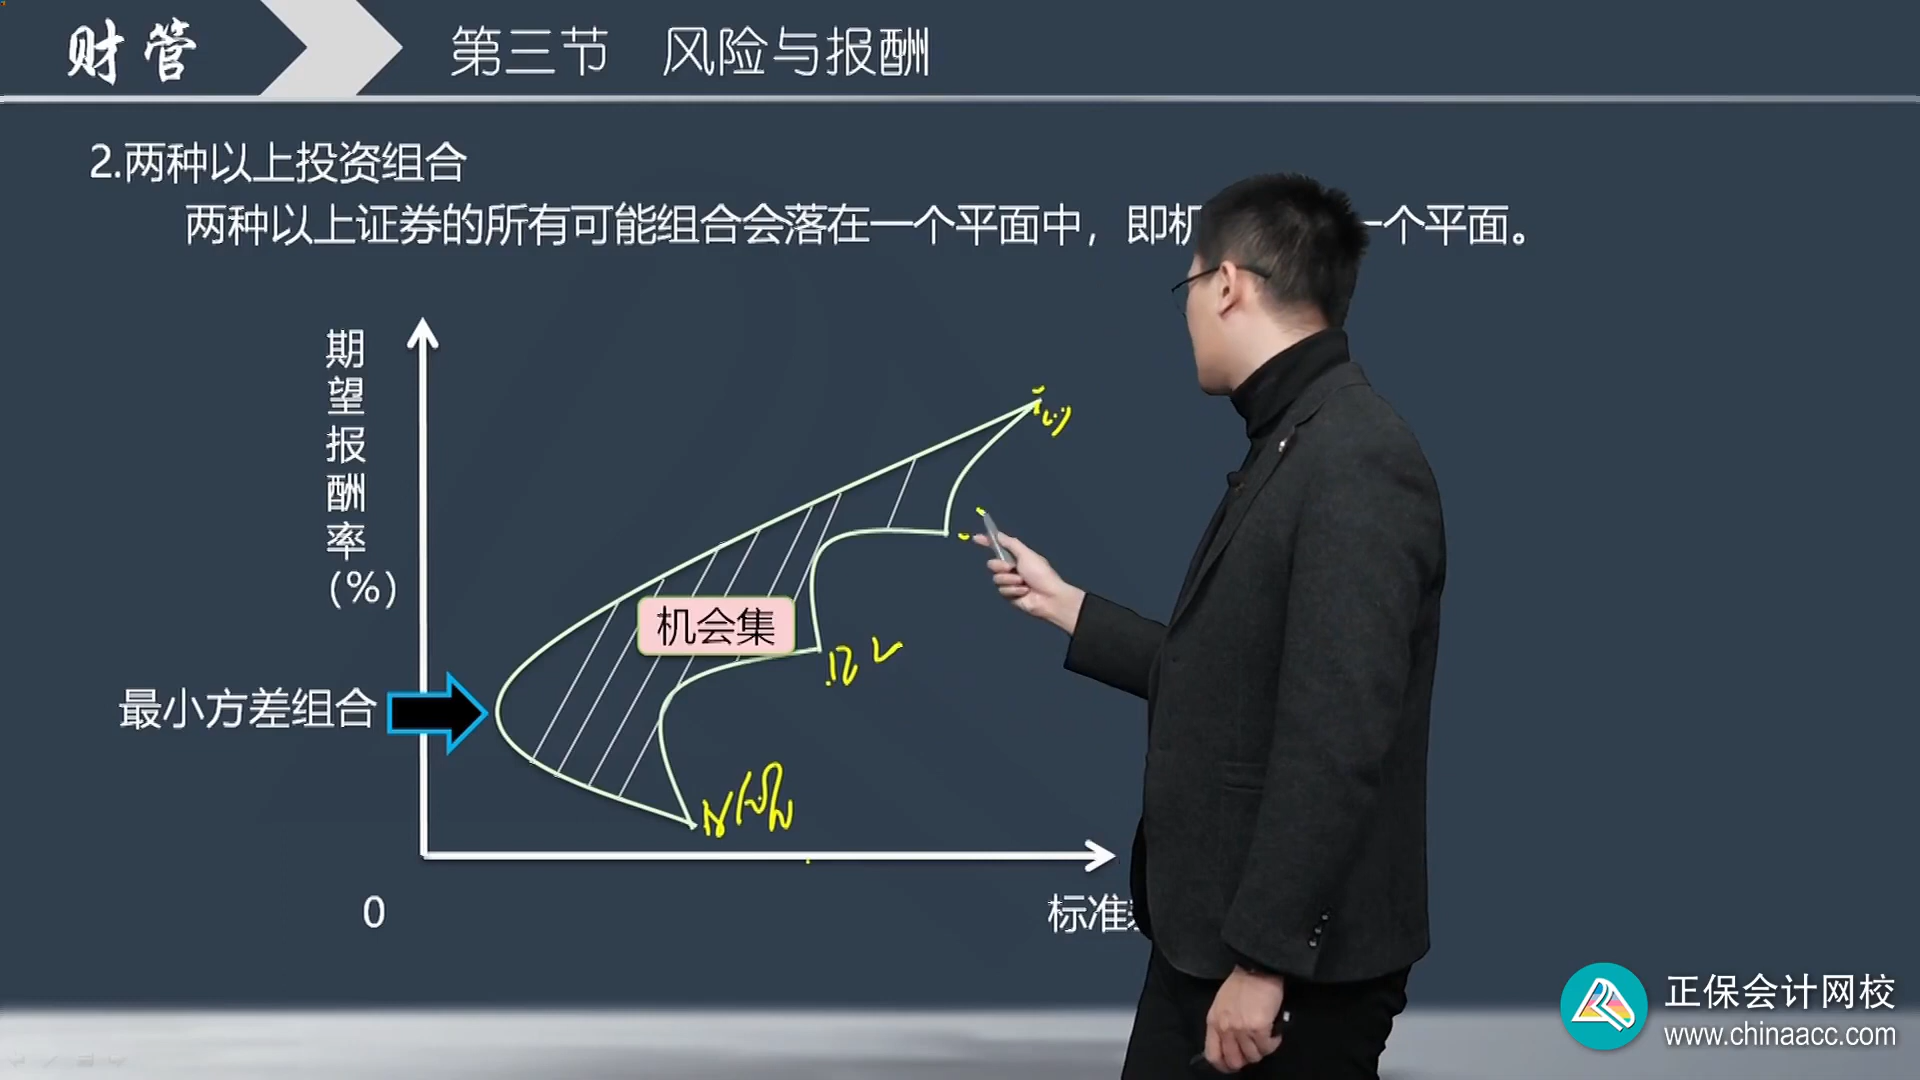 财管
第三节 风险与报酬
2.两种以上投资组合
两种以上证券的所有可能组合会落在一个平面中，即机 一个平面。
期望报酬率(%)
机会集
最小方差组合
0
标准
正保会计网校
www.chinaacc.com